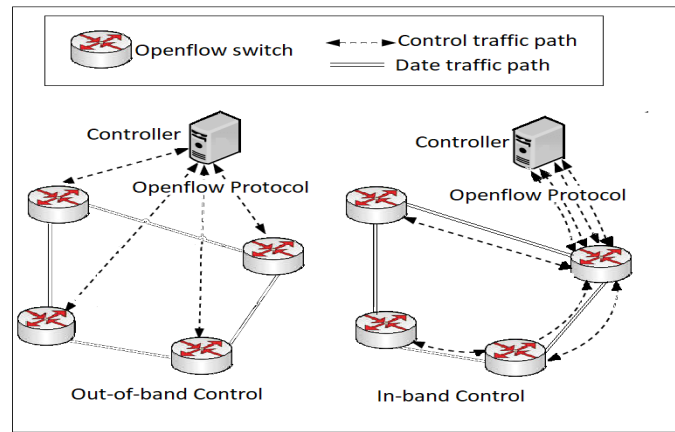 Openflow switch
Control traffic path
Date traffic path
Controller
Openflow Protocol
Out-of-band Control
Controller
Openflow Protocol
In-band Control